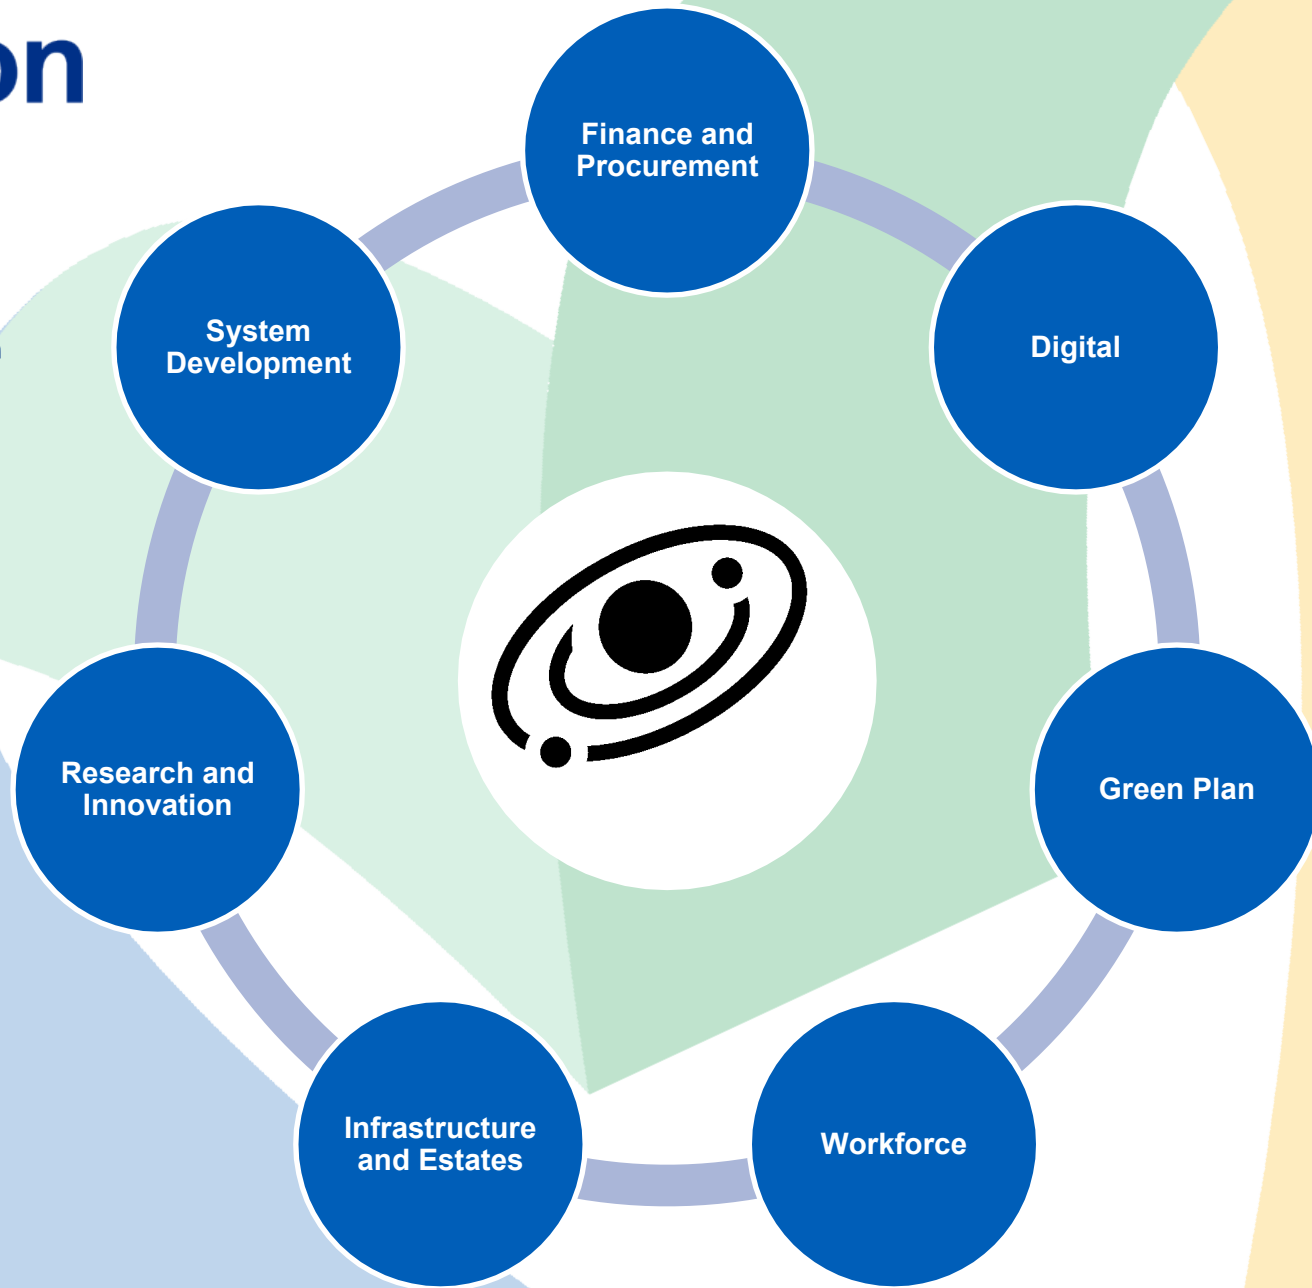 on
Finance and
Procurement
System
Development
Digital
Research and
Innovation
Green Plan
Infrastructure
and Estates
Workforce